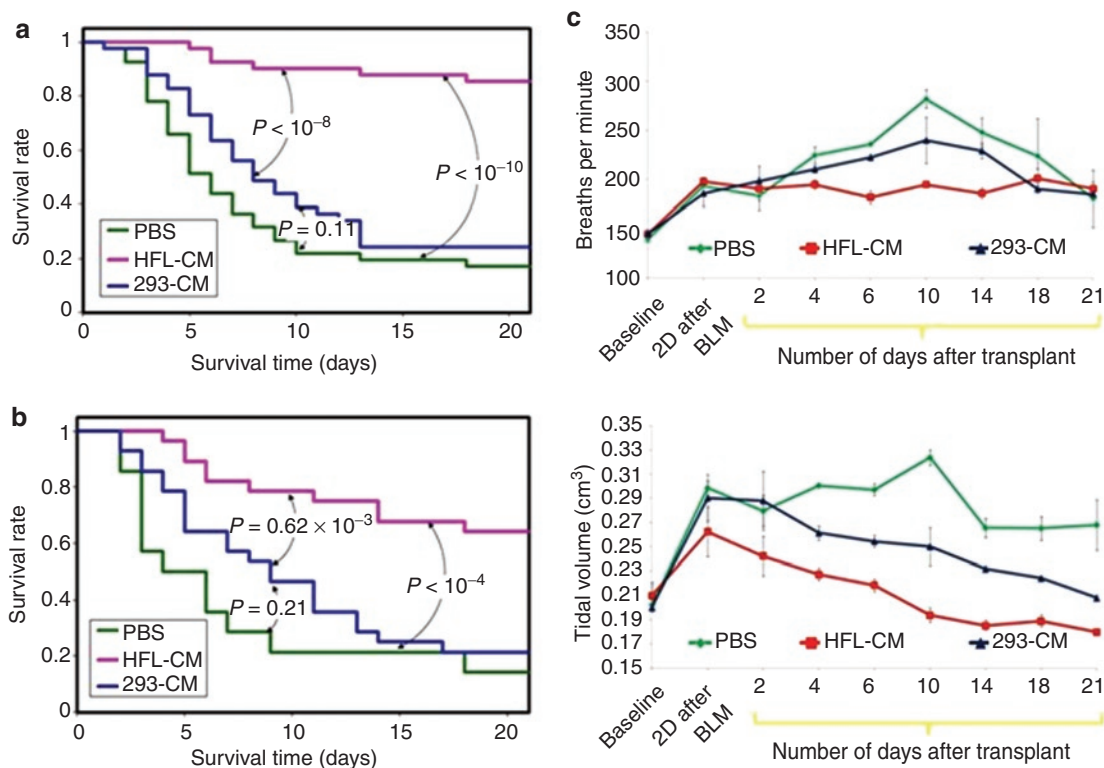 a
Survival rate
1
0.8
0.6
0.4
0.2
0
P < 10⁻⁸
P < 10⁻¹⁰
P = 0.11
PBS
HFL-CM
293-CM
0 5 10 15 20
Survival time (days)
b
Survival rate
1
0.8
0.6
0.4
0.2
0
P = 0.62 × 10⁻³
P < 10⁻⁴
P = 0.21
PBS
HFL-CM
293-CM
5 10 15 20
Survival time (days)
c
Breaths per minute
350
300
250
200
150
100
PBS HFL-CM 293-CM
Baseline
2D after
BLM
2 4 6 10 14 18 21
Number of days after transplant
Tidal volume (cm³)
0.35
0.33
0.31
0.29
0.27
0.25
0.23
0.21
0.19
0.17
0.15
PBS HFL-CM 293-CM
Baseline
2D after
BLM
2 4 6 10 14 18 21
Number of days after transplant